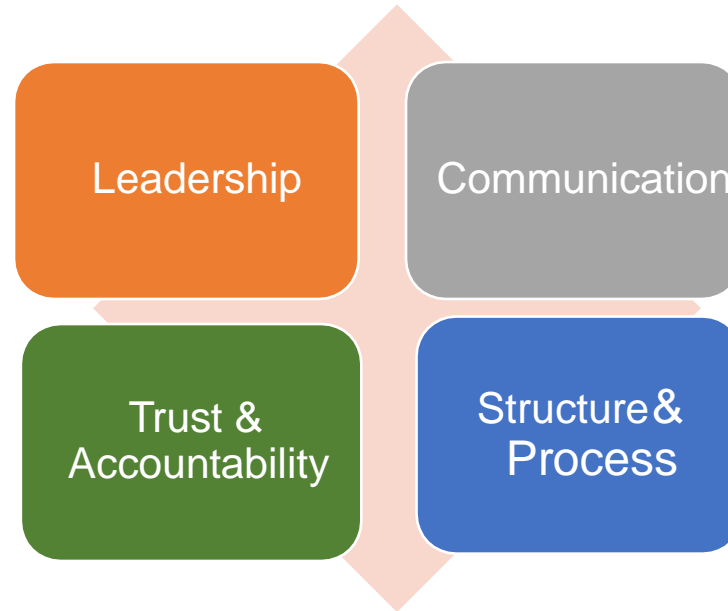 Leadership
Communication
Trust &
Accountability
Structure&
Process